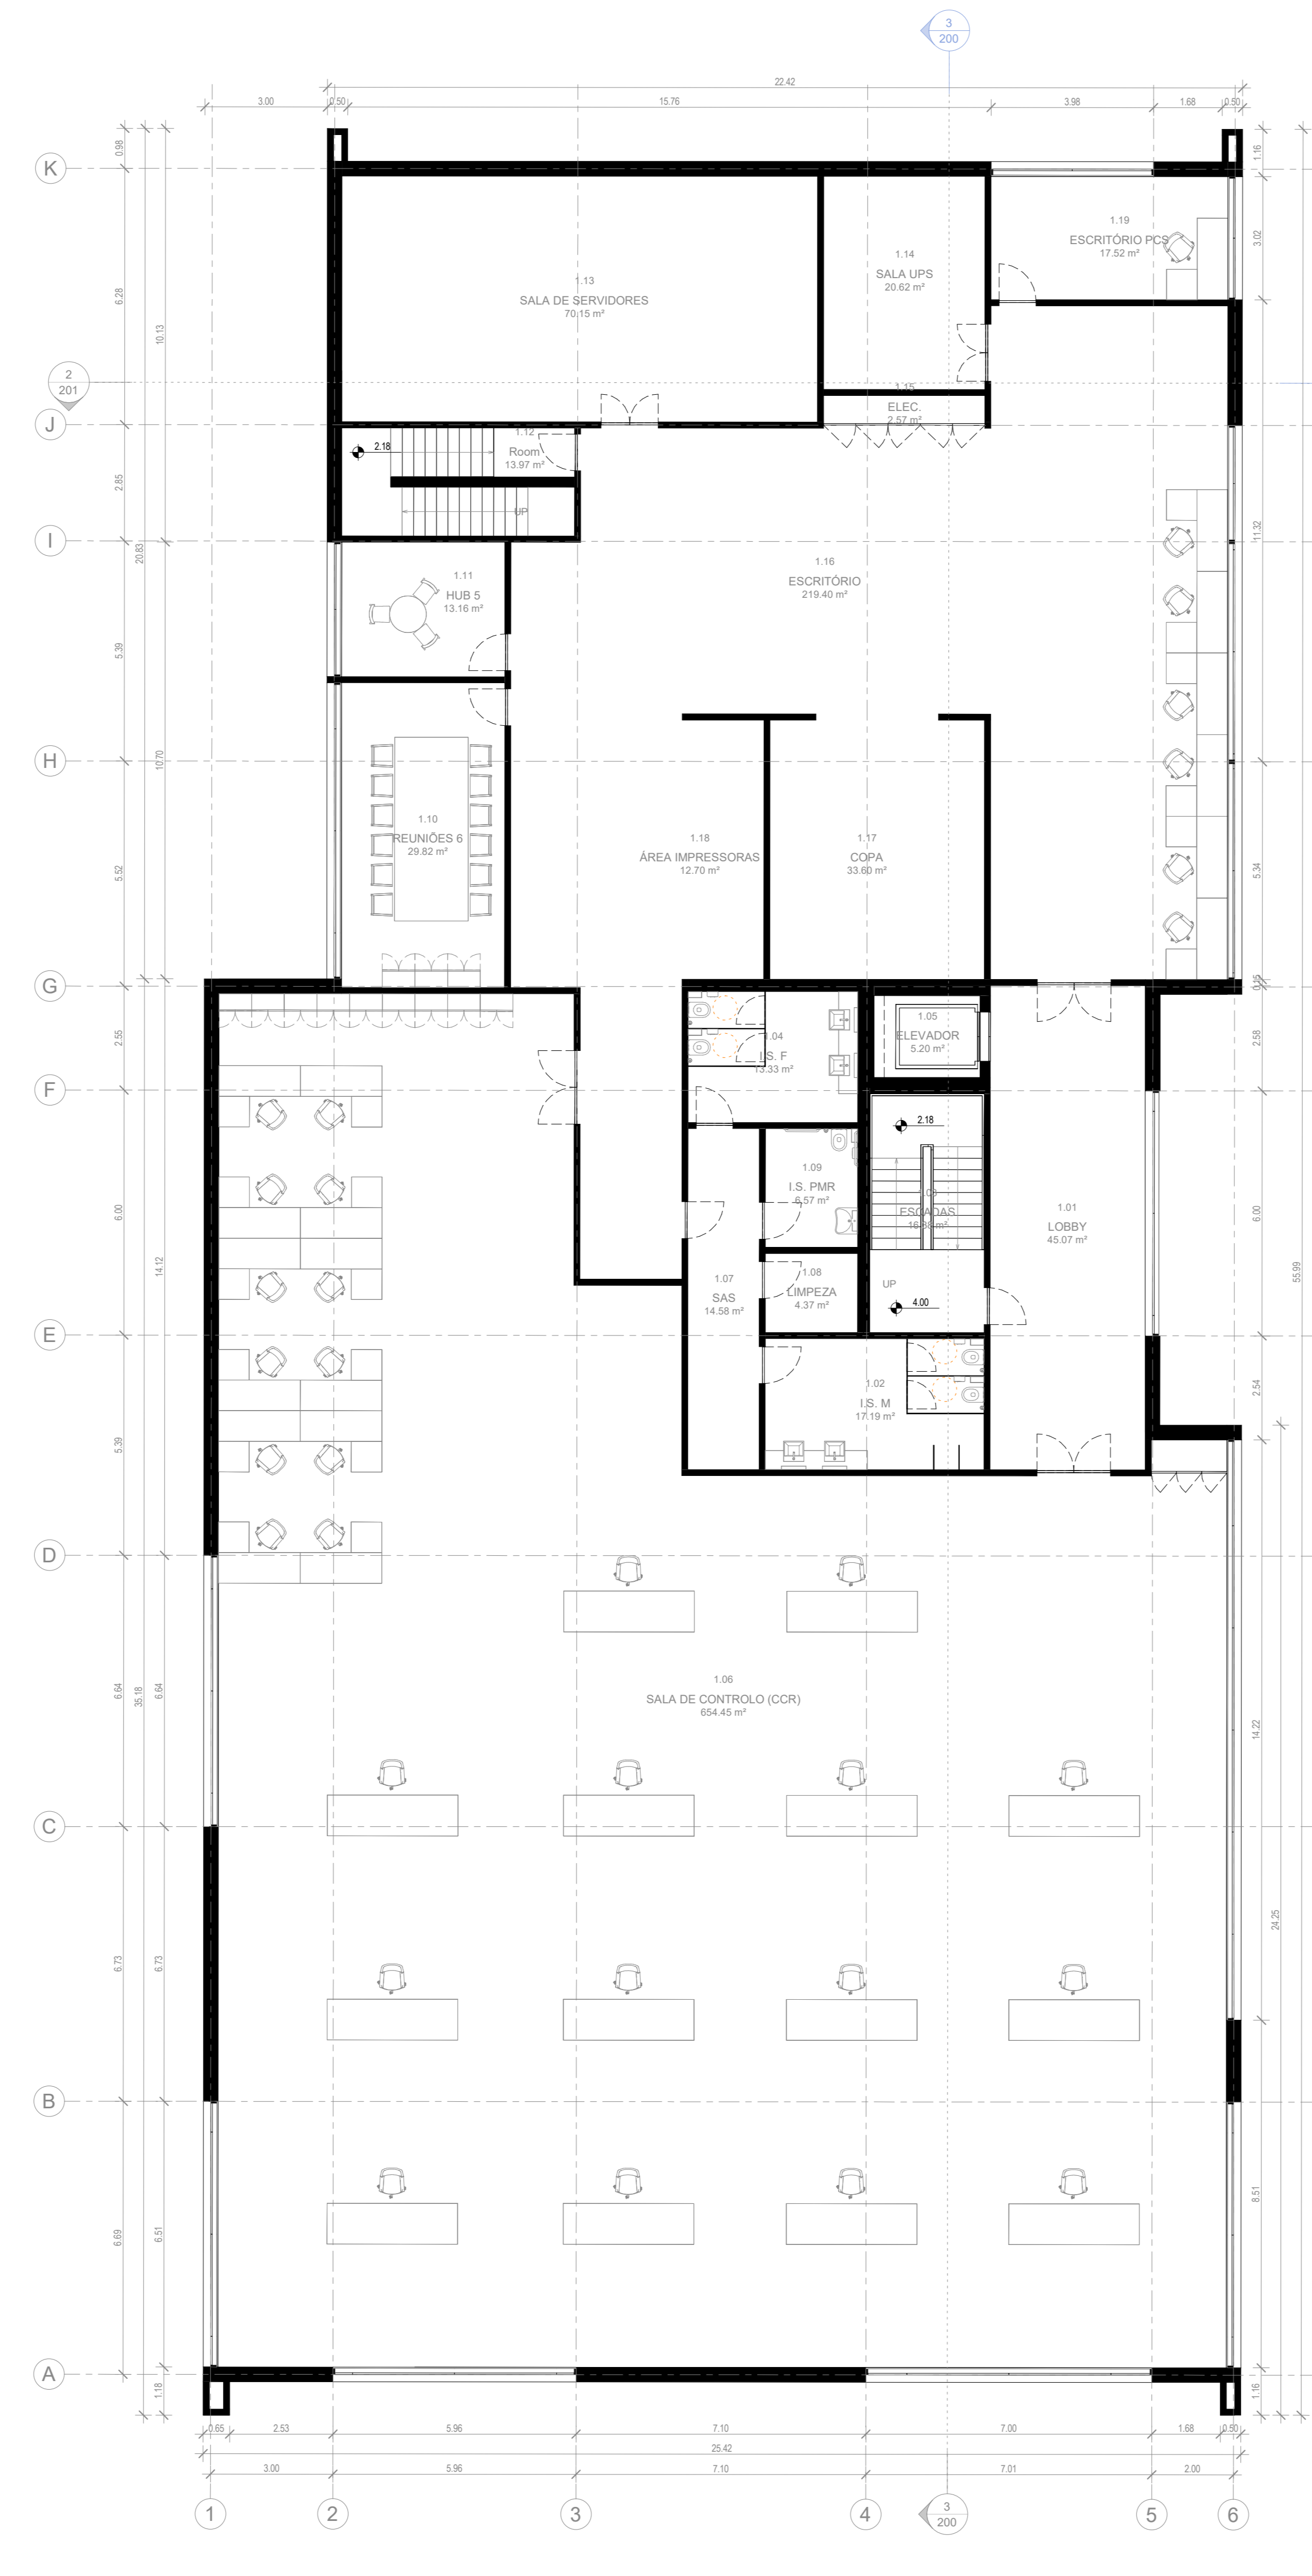 3
200
22.42
3.00
0.50
15.76
3.98
1.68
0.50
K
0.98
1.16
1.19
ESCRITÓRIO PCS
17.52 m²
3.02
1.14
SALA UPS
20.62 m²
1.13
SALA DE SERVIDORES
70.15 m²
6.28
10.13
2
201
1.15
ELEC.
2.57 m²
J
1.12
Room
13.97 m²
2.18
UP
2.85
11.32
I
20.83
1.16
ESCRITÓRIO
219.40 m²
1.11
HUB 5
13.16 m²
5.39
10.70
H
1.10
REUNIÕES 6
29.82 m²
1.18
ÁREA IMPRESSORAS
12.70 m²
1.17
COPA
33.60 m²
5.52
5.34
G
1.05
ELEVADOR
5.20 m²
1.04
I.S. F
13.33 m²
2.55
2.58
F
2.18
1.09
I.S. PMR
6.57 m²
ESCADAS
1.01
LOBBY
45.07 m²
6.00
6.00
14.12
55.99
1.07
SAS
14.58 m²
1.08
LIMPEZA
4.37 m²
UP
4.00
E
1.02
I.S. M
17.19 m²
2.54
5.39
D
1.06
SALA DE CONTROLO (CCR)
654.45 m²
6.64
35.18
6.64
14.22
C
24.25
6.73
6.73
B
6.69
6.51
8.51
A
1.18
1.16
0.65
2.53
5.96
7.10
7.00
1.68
0.50
25.42
3.00
5.96
7.10
7.01
2.00
1
2
3
4
3
200
5
6